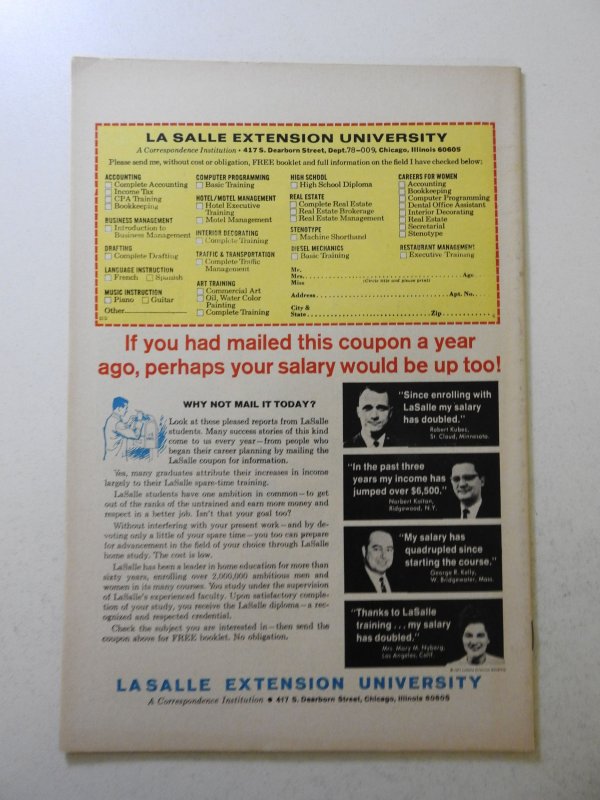 LA SALLE EXTENSION UNIVERSITY
A Correspondence Institution • 417 S. Dearborn Street, Dept. 78-009, Chicago, Illinois 60605
Please send me, without cost or obligation, FREE booklet and full information on the field I have checked below:
ACCOUNTING
Complete Accounting
Income Tax
CPA Training
Bookkeeping
BUSINESS MANAGEMENT
Introduction to
Business Management
DRAFTING
Complete Drafting
LANGUAGE INSTRUCTION
French Spanish
MUSIC INSTRUCTION
Piano Guitar
Other
COMPUTER PROGRAMMING
Basic Training
HOTEL/MOTEL MANAGEMENT
Hotel Executive
Training
Motel Management
INTERIOR DECORATING
Complete Training
TRAFFIC & TRANSPORTATION
Complete Traffic
Management
ART TRAINING
Commercial Art
Oil, Water Color
Painting
Complete Training
HIGH SCHOOL
High School Diploma
REAL ESTATE
Complete Real Estate
Real Estate Brokerage
Real Estate Management
STENOTYPE
Machine Shorthand
DIESEL MECHANICS
Basic Training
CAREERS FOR WOMEN
Accounting
Bookkeeping
Computer Programming
Dental Office Assistant
Interior Decorating
Real Estate
Secretarial
Stenotype
RESTAURANT MANAGEMENT
Executive Training
Mr.
Mrs. Age
Miss (Circle title and please print)
Address Apt. No.
City &
State Zip
If you had mailed this coupon a year
ago, perhaps your salary would be up too!
WHY NOT MAIL IT TODAY?
Look at these pleased reports from LaSalle
students. Many success stories of this kind
come to us every year—from people who
began their career planning by mailing the
LaSalle coupon for information.
Yes, many graduates attribute their increases in income
largely to their LaSalle spare-time training.
LaSalle students have one ambition in common—to get
out of the ranks of the untrained and earn more money and
respect in a better job. Isn't that your goal too?
Without interfering with your present work—and by de-
voting only a little of your spare time—you too can prepare
for advancement in the field of your choice through LaSalle
home study. The cost is low.
LaSalle has been a leader in home education for more than
sixty years, enrolling over 2,000,000 ambitious men and
women in its many courses. You study under the supervision
of LaSalle's experienced faculty. Upon satisfactory comple-
tion of your study, you receive the LaSalle diploma—a rec-
ognized and respected credential.
Check the subject you are interested in—then send the
coupon above for FREE booklet. No obligation.
"Since enrolling with
LaSalle my salary
has doubled."
Robert Kubes,
St. Cloud, Minnesota.
"In the past three
years my income has
jumped over $6,500."
Norbert Kaiten,
Ridgewood, N.Y.
"My salary has
quadrupled since
starting the course."
George R. Kelly,
W. Bridgewater, Mass.
"Thanks to LaSalle
training . . . my salary
has doubled."
Mrs. Mary M. Nyberg,
Los Angeles, Calif.
LASALLE EXTENSION UNIVERSITY
A Correspondence Institution • 417 S. Dearborn Street, Chicago, Illinois 60605